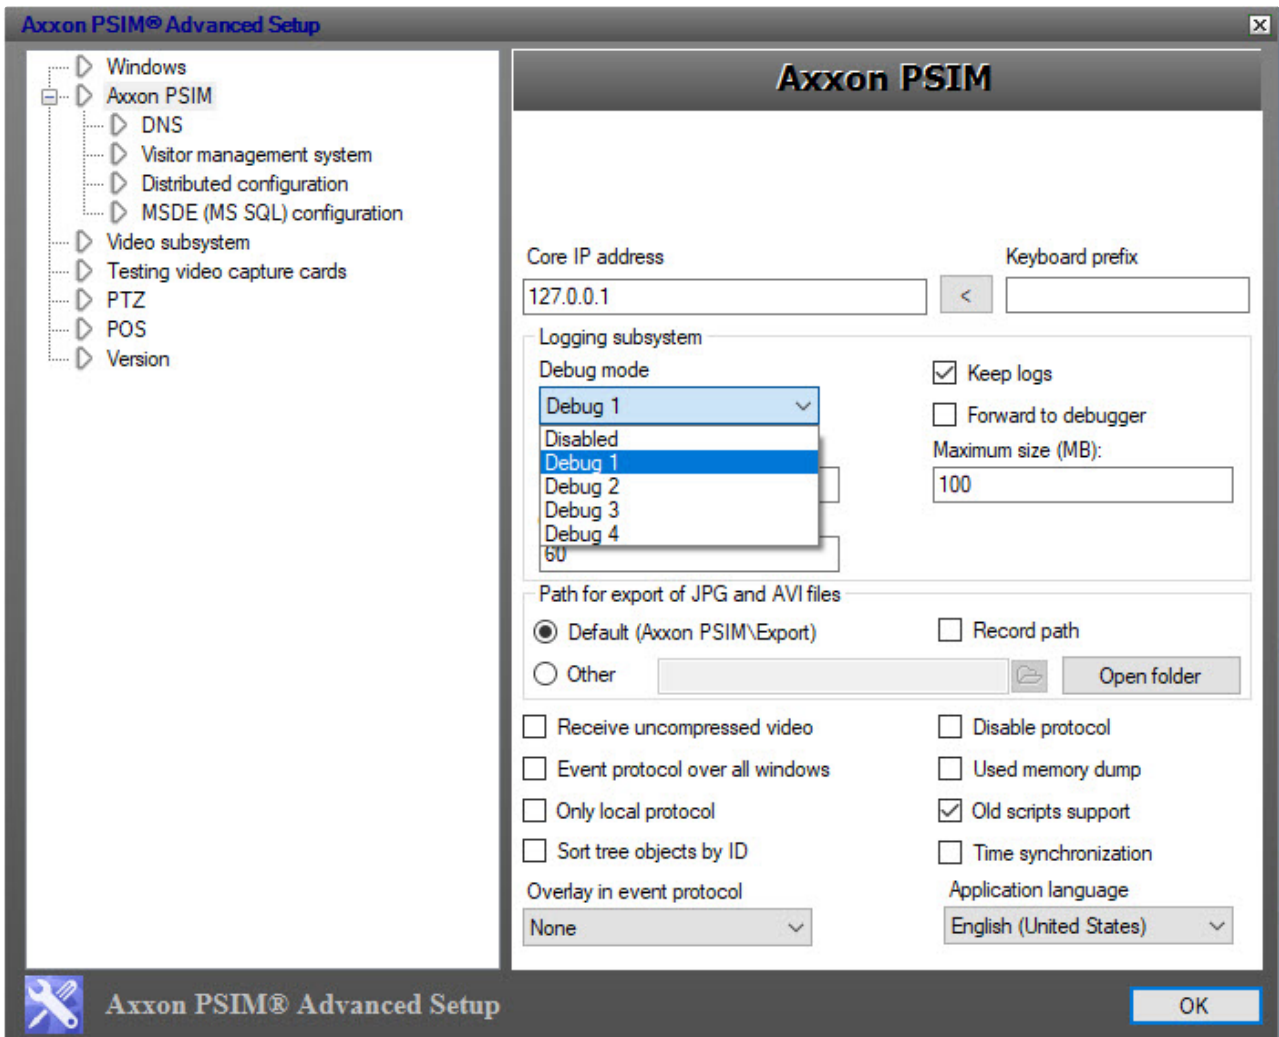 Axxon PSIM® Advanced Setup
Windows
Axxon PSIM
DNS
Visitor management system
Distributed configuration
MSDE (MS SQL) configuration
Video subsystem
Testing video capture cards
PTZ
POS
Version
Axxon PSIM
Core IP address
Keyboard prefix
127.0.0.1
<
Logging subsystem
Debug mode
Debug 1
Disabled
Debug 1
Debug 2
Debug 3
Debug 4
60
Keep logs
Forward to debugger
Maximum size (MB):
100
Path for export of JPG and AVI files
Default (Axxon PSIM\Export)
Record path
Other
Open folder
Receive uncompressed video
Disable protocol
Event protocol over all windows
Used memory dump
Only local protocol
Old scripts support
Sort tree objects by ID
Time synchronization
Overlay in event protocol
Application language
None
English (United States)
Axxon PSIM® Advanced Setup
OK